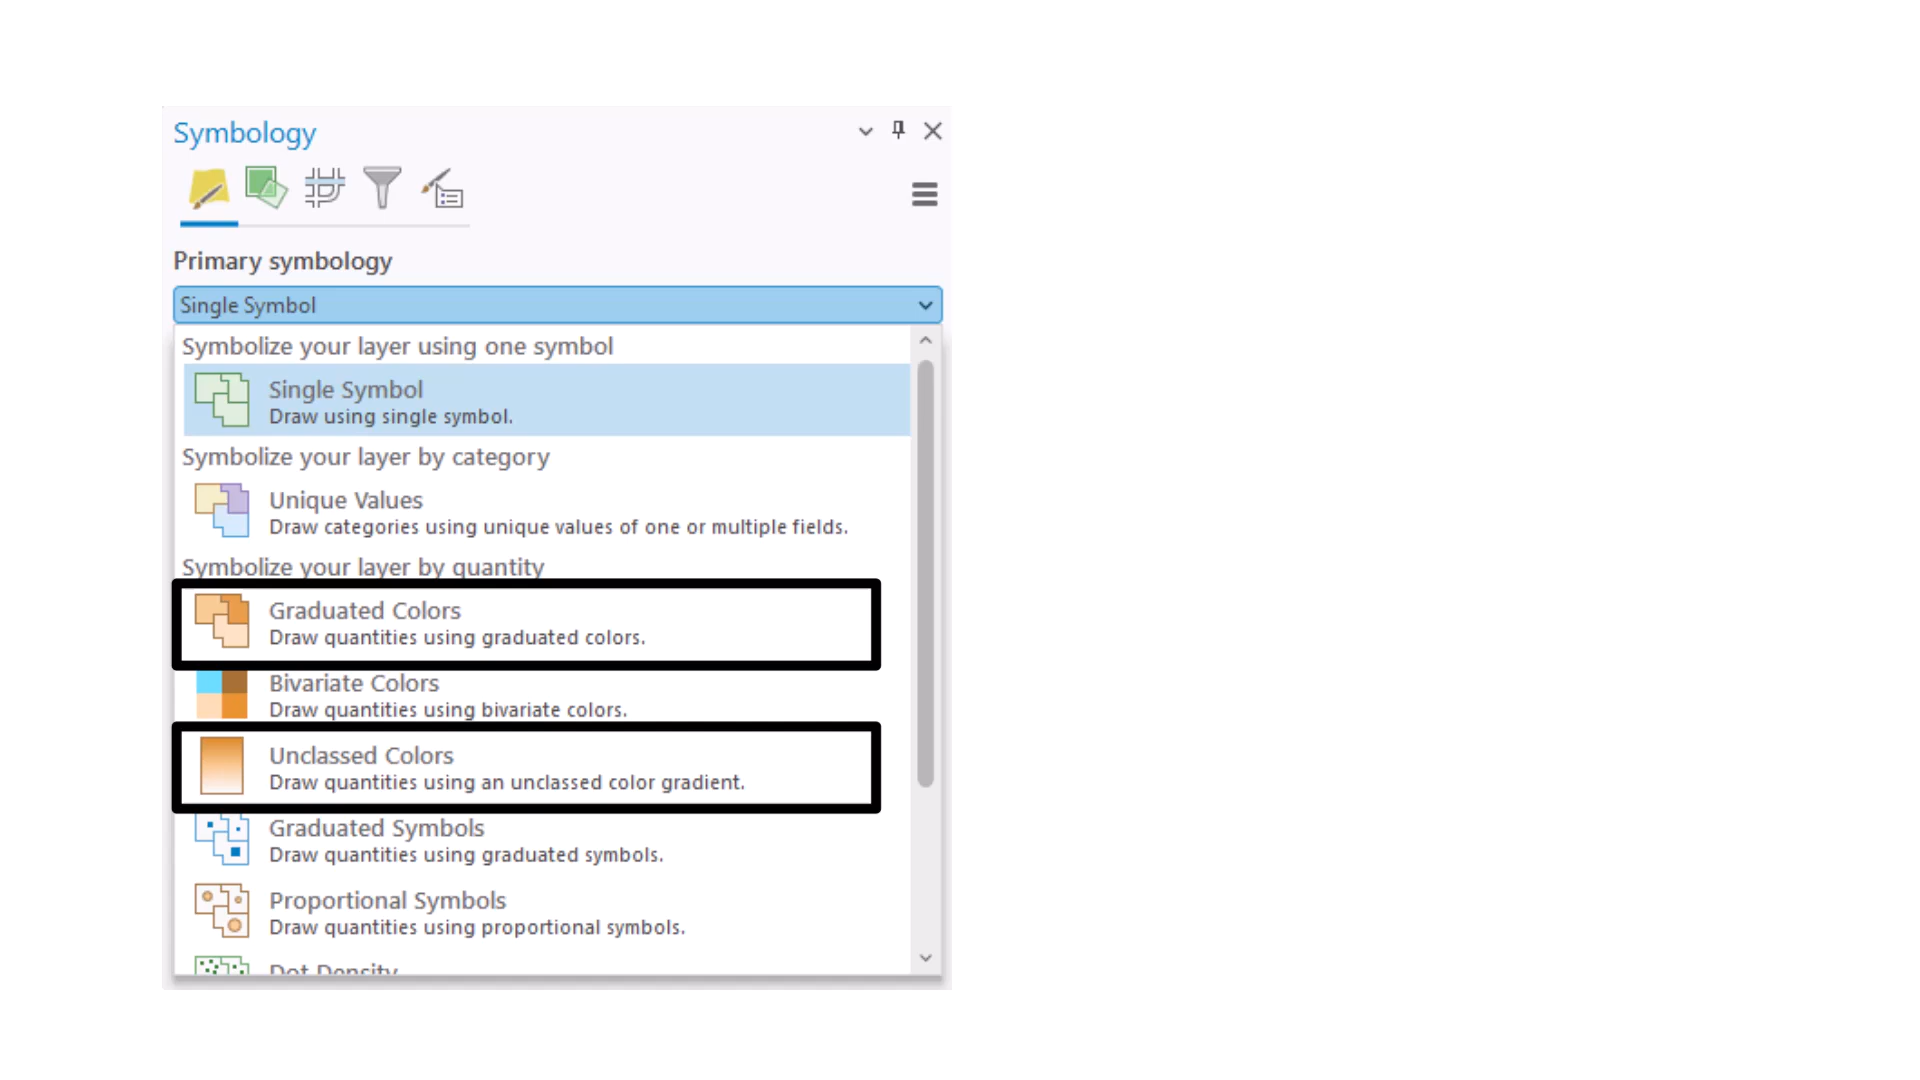 Symbology
Primary symbology
Single Symbol
Symbolize your layer using one symbol
Single Symbol
Draw using single symbol.
Symbolize your layer by category
Unique Values
Draw categories using unique values of one or multiple fields.
Symbolize your layer by quantity
Graduated Colors
Draw quantities using graduated colors.
Bivariate Colors
Draw quantities using bivariate colors.
Unclassed Colors
Draw quantities using an unclassed color gradient.
Graduated Symbols
Draw quantities using graduated symbols.
Proportional Symbols
Draw quantities using proportional symbols.
Dot Density